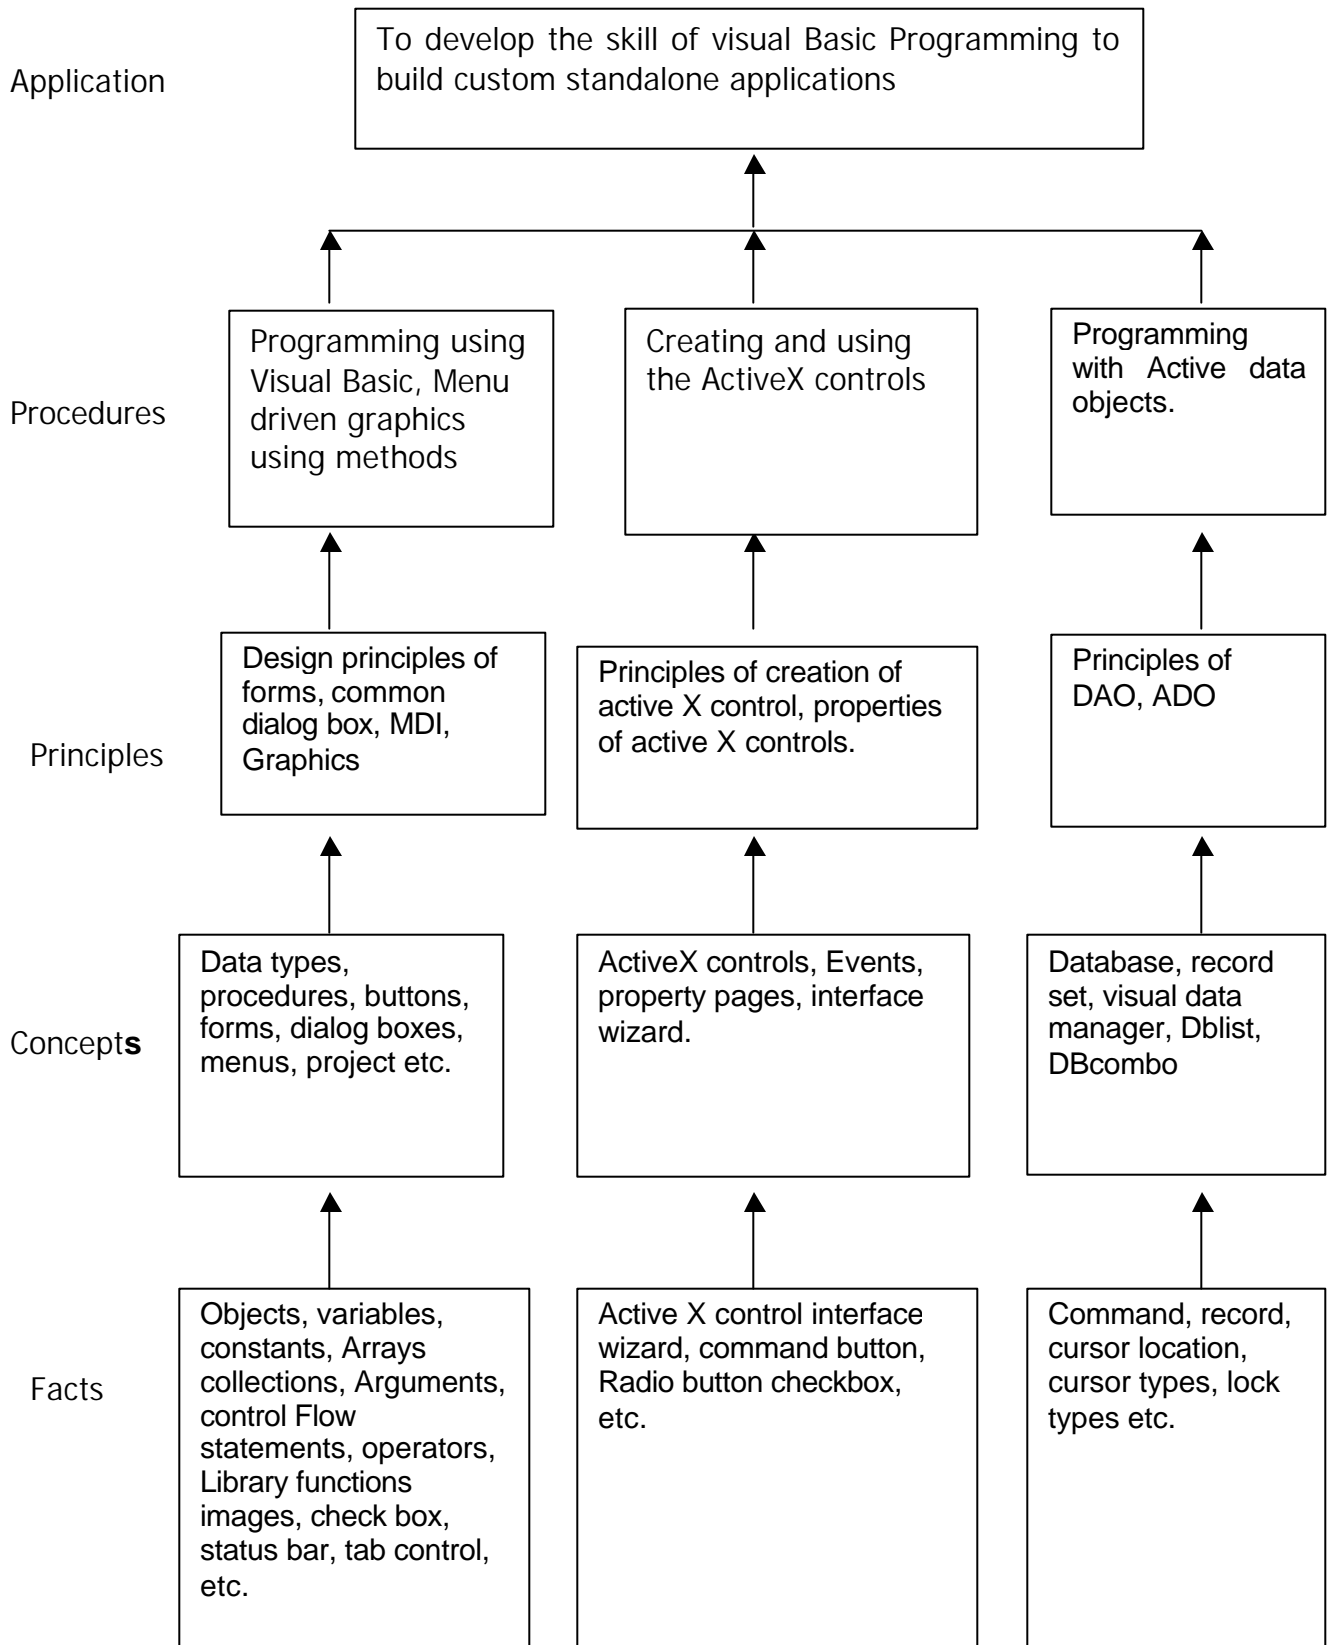 Application
To develop the skill of visual Basic Programming to
build custom standalone applications
Procedures
Programming using
Visual Basic, Menu
driven graphics
using methods
Creating and using
the ActiveX controls
Programming
with Active data
objects.
Principles
Design principles of
forms, common
dialog box, MDI,
Graphics
Principles of creation of
active X control, properties
of active X controls.
Principles of
DAO, ADO
Concepts
Data types,
procedures, buttons,
forms, dialog boxes,
menus, project etc.
ActiveX controls, Events,
property pages, interface
wizard.
Database, record
set, visual data
manager, Dblist,
DBcombo
Facts
Objects, variables,
constants, Arrays
collections, Arguments,
control Flow
statements, operators,
Library functions
images, check box,
status bar, tab control,
etc.
Active X control interface
wizard, command button,
Radio button checkbox,
etc.
Command, record,
cursor location,
cursor types, lock
types etc.